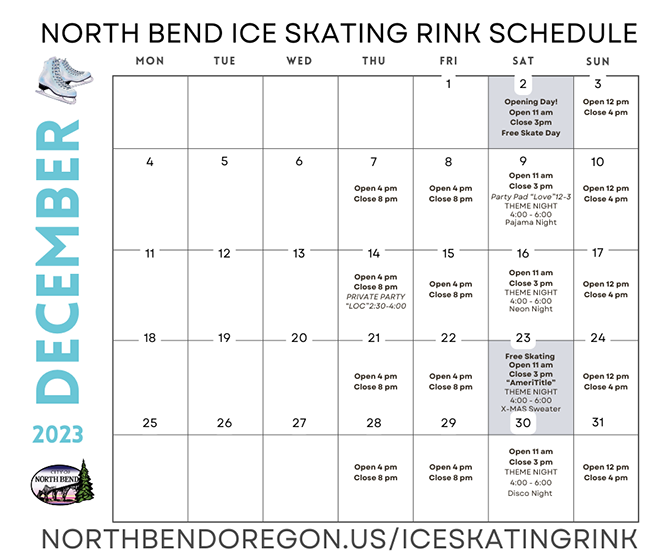 NORTH BEND ICE SKATING RINK SCHEDULE
DECEMBER
2023
CITY OF
NORTH BEND
MON TUE WED THU FRI SAT SUN
1 2 3
Opening Day!
Open 11 am
Close 3pm
Free Skate Day
Open 12 pm
Close 4 pm
4 5 6 7 8 9 10
Open 4 pm
Close 8 pm
Open 4 pm
Close 8 pm
Open 11 am
Close 3 pm
Party Pad "Love"12-3
THEME NIGHT
4:00 - 6:00
Pajama Night
Open 12 pm
Close 4 pm
11 12 13 14 15 16 17
Open 4 pm
Close 8 pm
PRIVATE PARTY
"LOC"2:30-4:00
Open 4 pm
Close 8 pm
Open 11 am
Close 3 pm
THEME NIGHT
4:00 - 6:00
Neon Night
Open 12 pm
Close 4 pm
18 19 20 21 22 23 24
Open 4 pm
Close 8 pm
Open 4 pm
Close 8 pm
Free Skating
Open 11 am
Close 3 pm
"AmeriTitle"
THEME NIGHT
4:00 - 6:00
X-MAS Sweater
Open 12 pm
Close 4 pm
25 26 27 28 29 30 31
Open 4 pm
Close 8 pm
Open 4 pm
Close 8 pm
Open 11 am
Close 3 pm
THEME NIGHT
4:00 - 6:00
Disco Night
Open 12 pm
Close 4 pm
NORTHBENDOREGON.US/ICESKATINGRINK